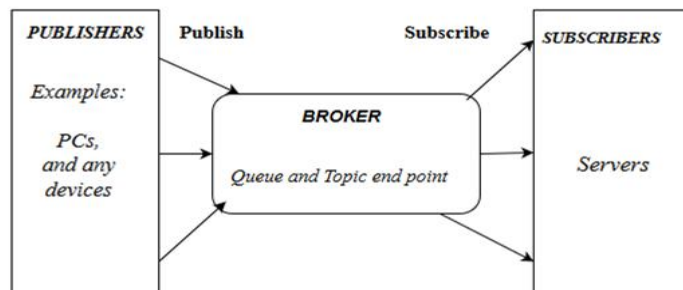 PUBLISHERS
Publish
Subscribe
SUBSCRIBERS
Examples:
PCs,
and any
devices
BROKER
Queue and Topic end point
Servers